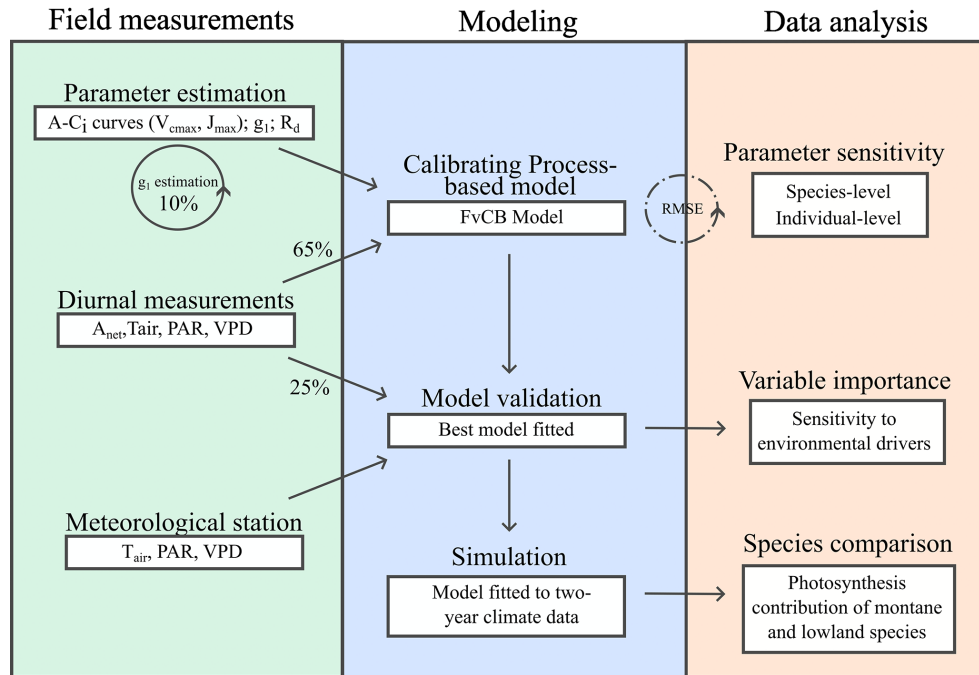 Field measurements
Modeling
Data analysis
Parameter estimation
A-Ci curves (Vcmax, Jmax); g1; Rd
g1 estimation
10%
65%
Diurnal measurements
Anet,Tair, PAR, VPD
25%
Meteorological station
Tair, PAR, VPD
Calibrating Process-
based model
FvCB Model
RMSE
Model validation
Best model fitted
Simulation
Model fitted to two-
year climate data
Parameter sensitivity
Species-level
Individual-level
Variable importance
Sensitivity to
environmental drivers
Species comparison
Photosynthesis
contribution of montane
and lowland species